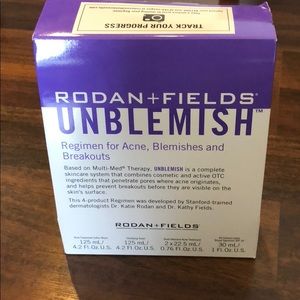 TRACK YOUR PROGRESS
RODAN+FIELDS®
UNBLEMISH™
Regimen for Acne, Blemishes and
Breakouts
Based on Multi-Med® Therapy, UNBLEMISH is a complete
skincare system that combines cosmetic and active OTC
ingredients that penetrate pores where acne originates,
and helps prevent breakouts before they are visible on the
skin's surface.
This 4-product Regimen was developed by Stanford-trained
dermatologists Dr. Katie Rodan and Dr. Kathy Fields.
RODAN+FIELDS®
125 mL/ 125 mL/ 2 x 22.5 mL/ 30 mL/
4.2 Fl oz U.S. 4.2 Fl oz U.S. 0.76 Fl oz U.S. 1 Fl oz U.S.